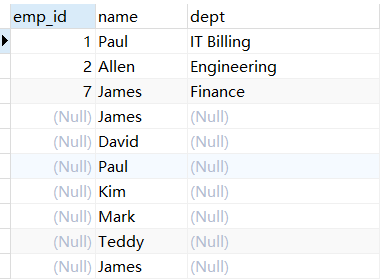 emp_id name dept
1 Paul IT Billing
2 Allen Engineering
7 James Finance
(Null) James (Null)
(Null) David (Null)
(Null) Paul (Null)
(Null) Kim (Null)
(Null) Mark (Null)
(Null) Teddy (Null)
(Null) James (Null)